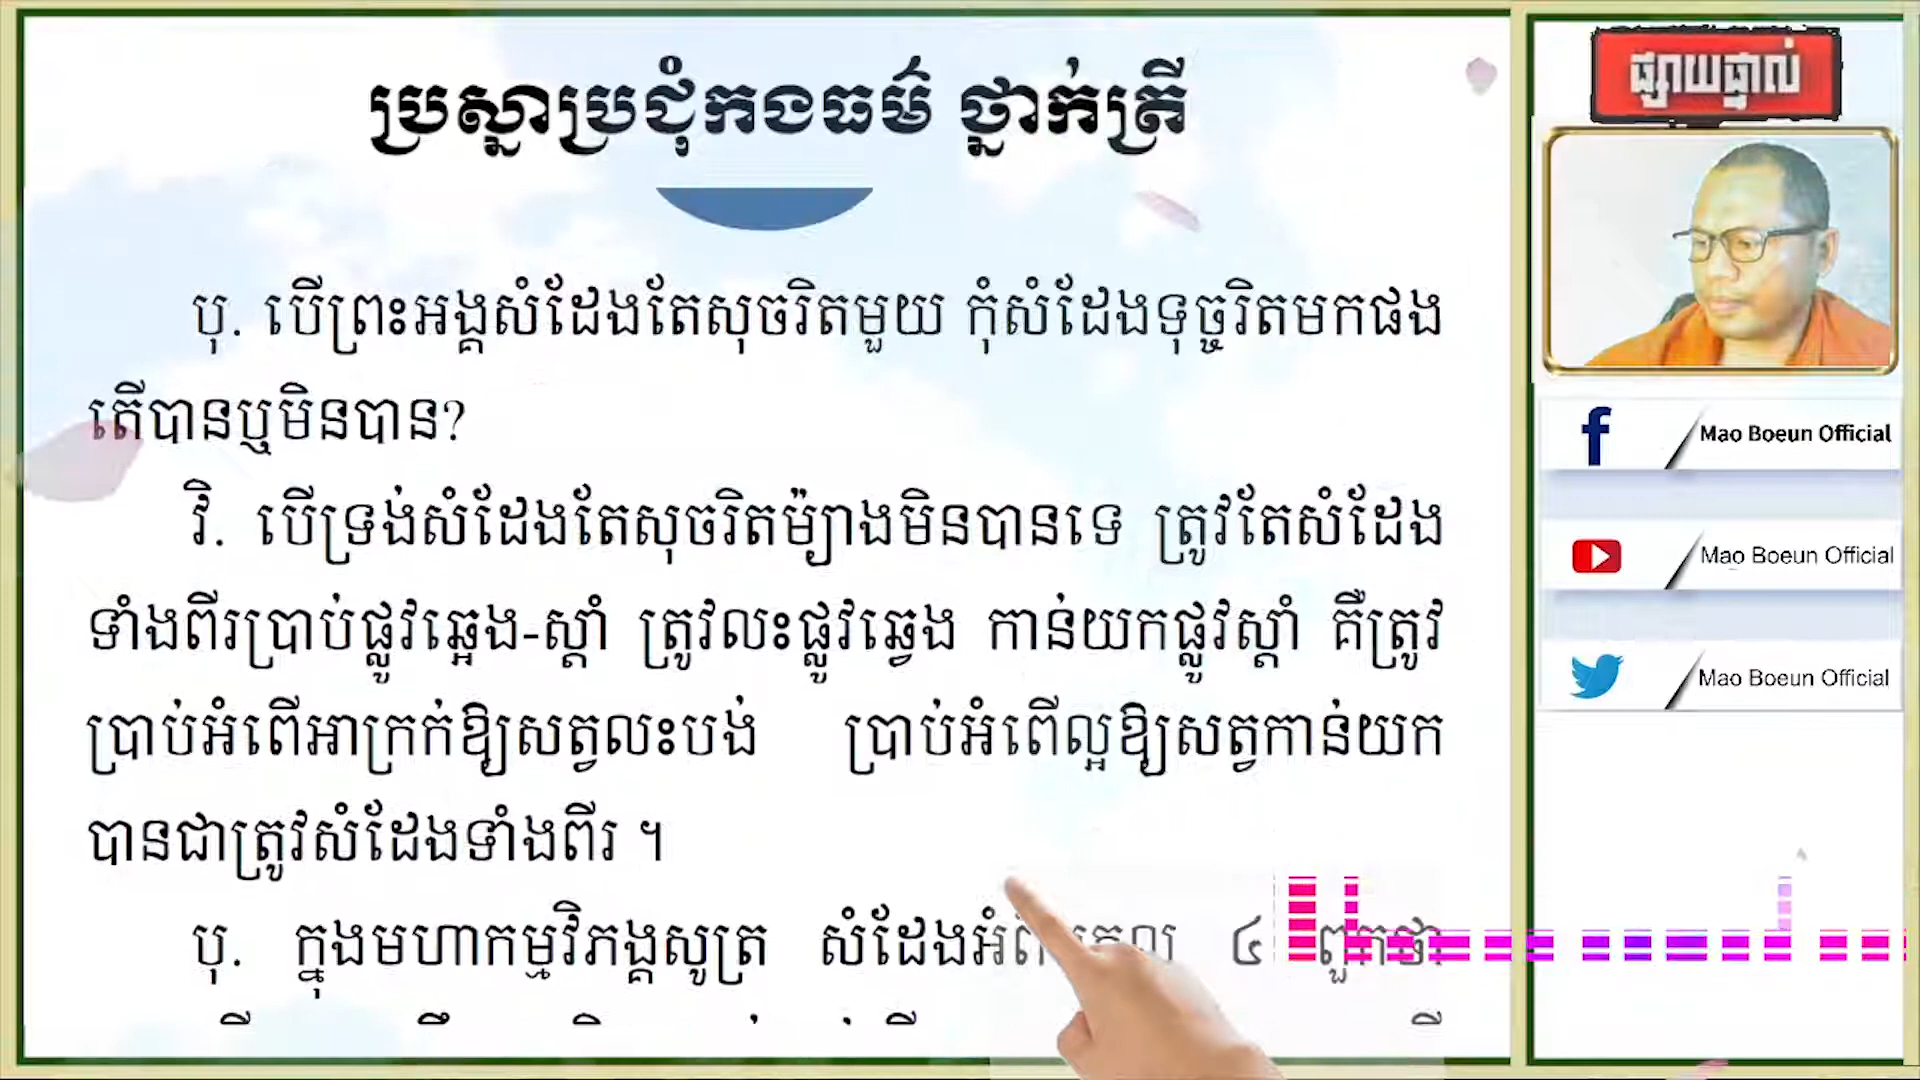 ប្រស្នាប្រជុំកងធម៌ ថ្នាក់ត្រី
បុ. បើព្រះអង្គសំដែងតែសុចរិតមួយ កុំសំដែងទុច្ចរិតមកផង
តើបានឬមិនបាន?
វិ. បើទ្រង់សំដែងតែសុចរិតម៉្យាងមិនបានទេ ត្រូវតែសំដែង
ទាំងពីរប្រាប់ផ្លូវឆ្អេង-ស្តាំ ត្រូវលះផ្លូវឆ្វេង កាន់យកផ្លូវស្តាំ គឺត្រូវ
ប្រាប់អំពើអាក្រក់ឱ្យសត្វលះបង់ ប្រាប់អំពើល្អឱ្យសត្វកាន់យក
បានជាត្រូវសំដែងទាំងពីរ ។
បុ. ក្នុងមហាកម្មវិភង្គសូត្រ សំដែង ៤
ផ្សាយផ្ទាល់
Mao Boeun Official
Mao Boeun Official
Mao Boeun Official